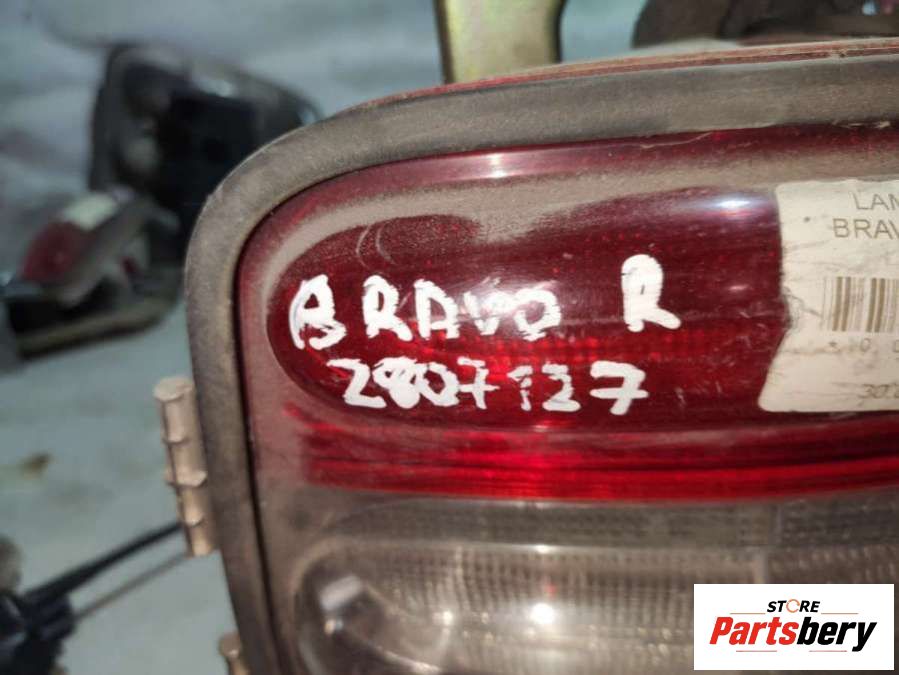 BRAVO R
2807127
LAM
BRAV
STORE
Partsbery